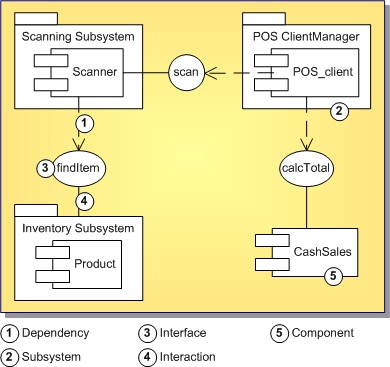 Scanning Subsystem
POS ClientManager
Scanner
scan
POS_client
1
2
3 findItem
calcTotal
4
Inventory Subsystem
Product
CashSales
5
1 Dependency
3 Interface
5 Component
2 Subsystem
4 Interaction